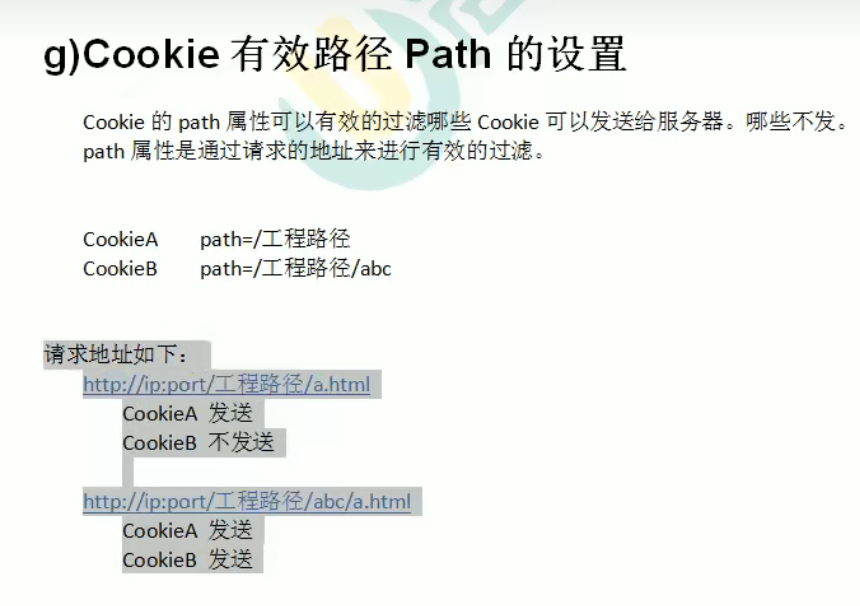 g)Cookie 有效路径 Path 的设置
Cookie 的 path 属性可以有效的过滤哪些 Cookie 可以发送给服务器。哪些不发。
path 属性是通过请求的地址来进行有效的过滤。
CookieA path=/工程路径
CookieB path=/工程路径/abc
请求地址如下：
http://ip:port/工程路径/a.html
CookieA 发送
CookieB 不发送
http://ip:port/工程路径/abc/a.html
CookieA 发送
CookieB 发送